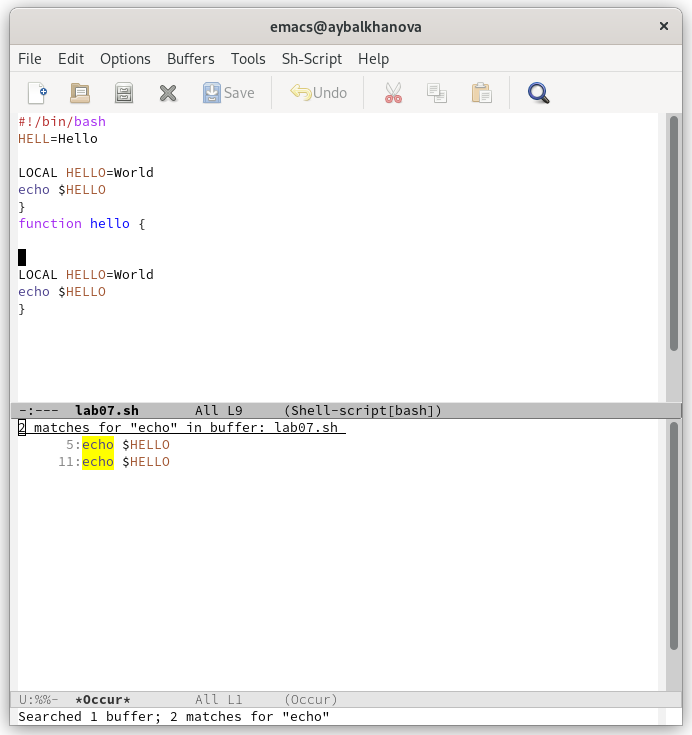 emacs@aybalkhanova ×
File Edit Options Buffers Tools Sh-Script Help
Save Undo
#!/bin/bash
HELL=Hello
LOCAL HELLO=World
echo $HELLO
}
function hello {
LOCAL HELLO=World
echo $HELLO
}
-:--- lab07.sh All L9 (Shell-script[bash])
2 matches for "echo" in buffer: lab07.sh
5:echo $HELLO
11:echo $HELLO
U:%%- *Occur* All L1 (Occur)
Searched 1 buffer; 2 matches for "echo"